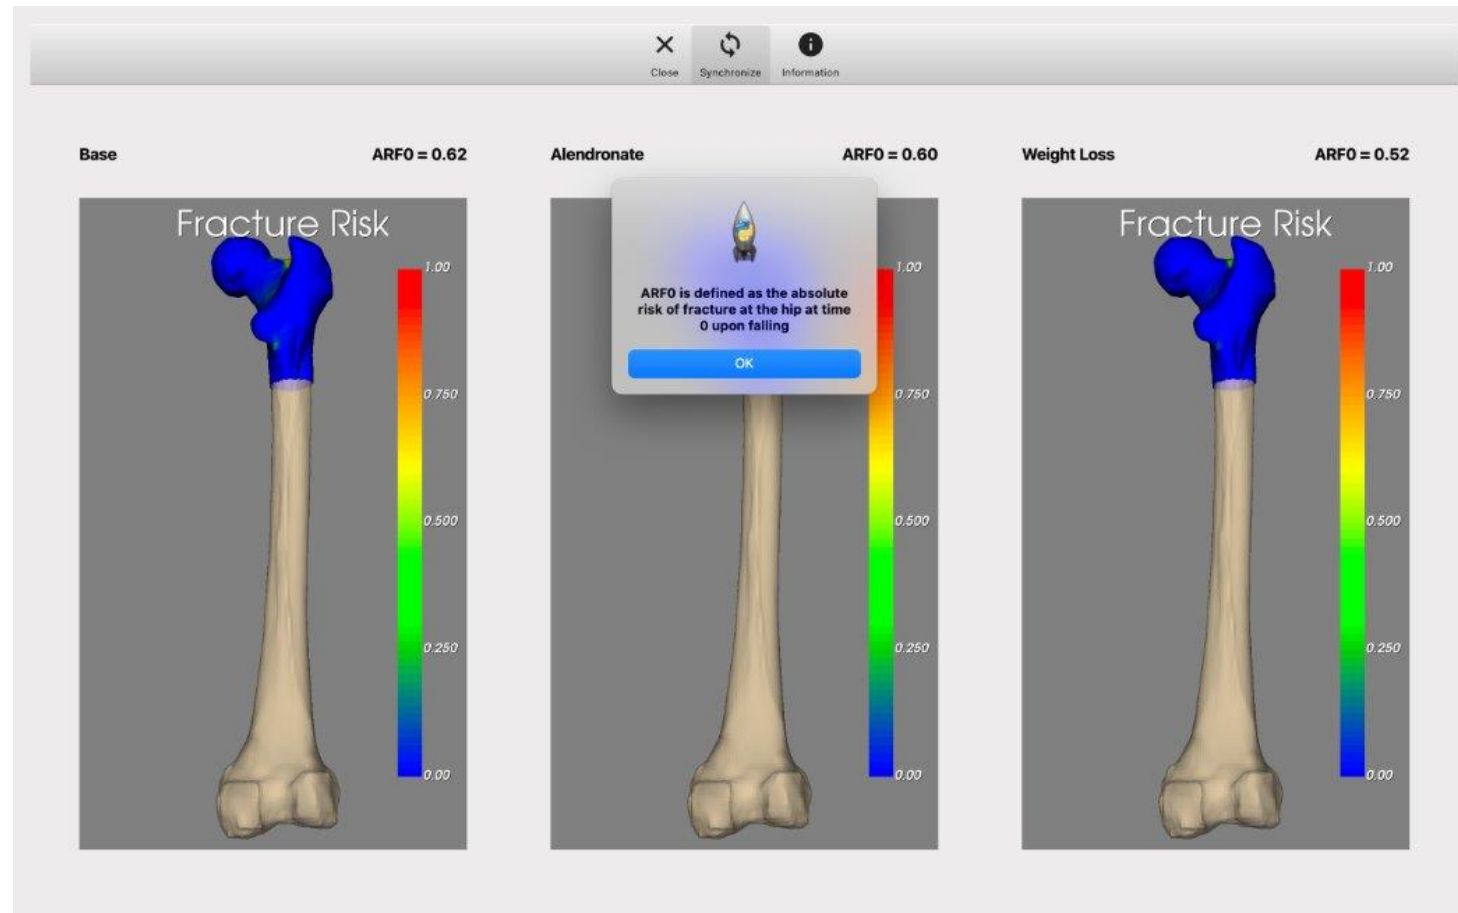 Close Synchronize Information
Base ARF0 = 0.62 Alendronate ARF0 = 0.60 Weight Loss ARF0 = 0.52
Fracture Risk
1.00
0.750
0.500
0.250
0.00
ARF0 is defined as the absolute
risk of fracture at the hip at time
0 upon falling
OK
1.00
0.750
0.500
0.250
0.00
Fracture Risk
1.00
0.750
0.500
0.250
0.00